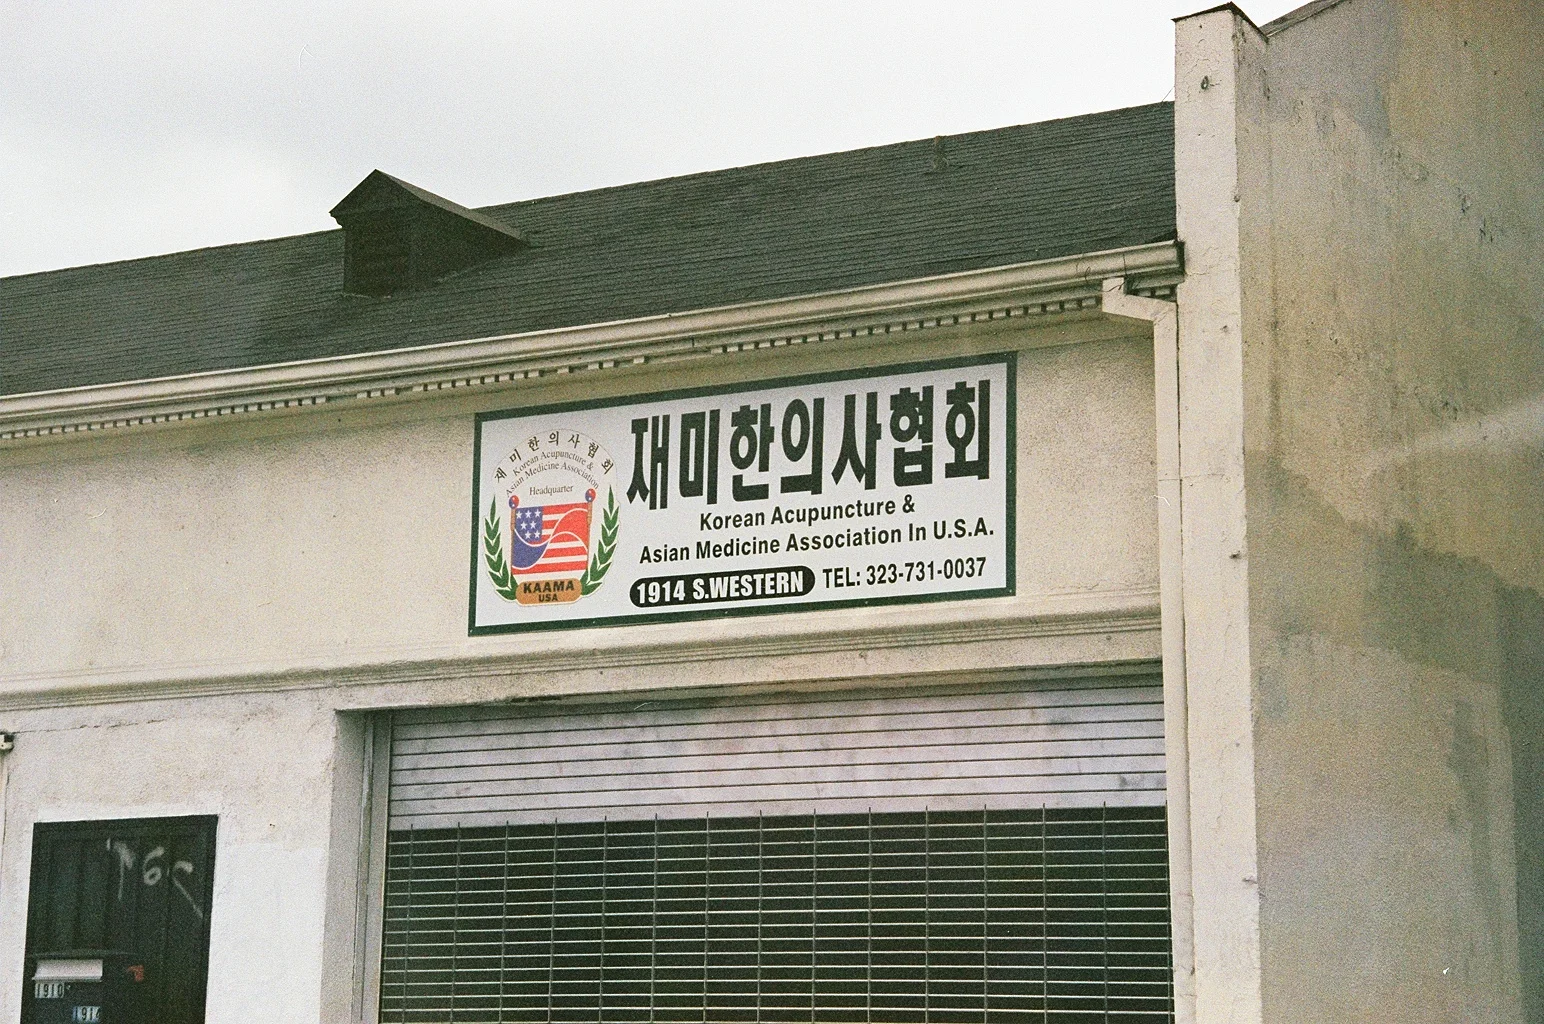 재미한의사협회
Korean Acupuncture &
Asian Medicine Association
Headquarter
KAAMA
USA
재미한의사협회
Korean Acupuncture &
Asian Medicine Association In U.S.A.
1914 S.WESTERN TEL: 323-731-0037
1910